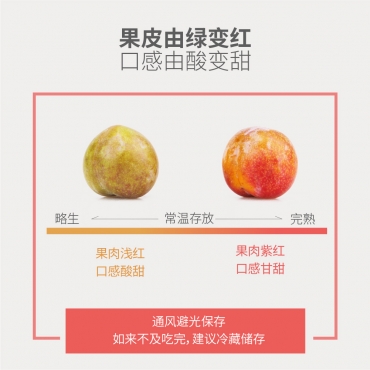 果皮由绿变红
口感由酸变甜
略生 常温存放 完熟
果肉浅红 果肉紫红
口感酸甜 口感甘甜
通风避光保存
如来不及吃完，建议冷藏储存